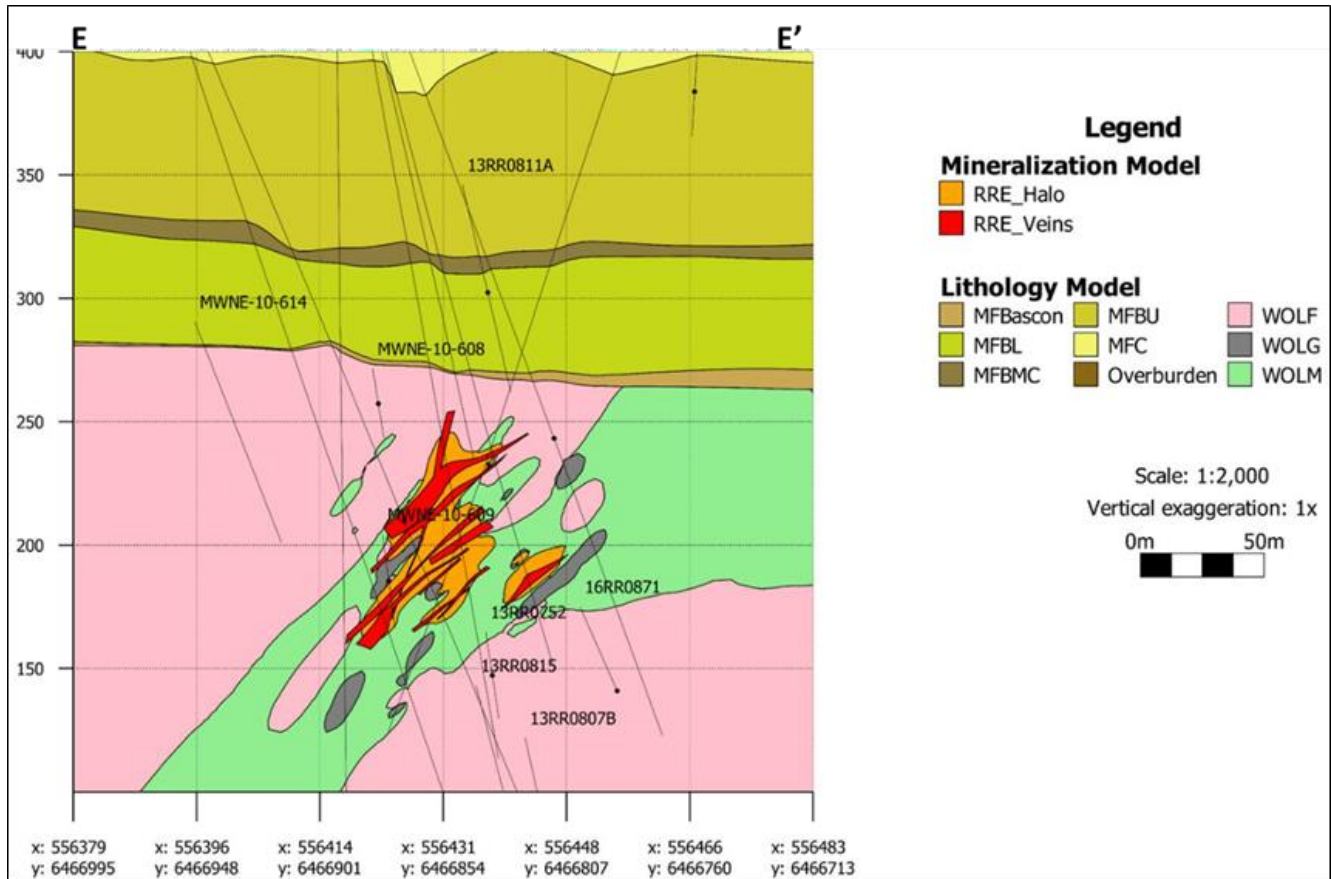 E E’
400
350
300
250
200
150
13RR0811A
MWNE-10-614
MWNE-10-608
MWNE-10-609
16RR0871
13RR0752
13RR0815
13RR0807B
x: 556379 x: 556396 x: 556414 x: 556431 x: 556448 x: 556466 x: 556483
y: 6466995 y: 6466948 y: 6466901 y: 6466854 y: 6466807 y: 6466760 y: 6466713
Legend
Mineralization Model
RRE_Halo
RRE_Veins
Lithology Model
MFBascon MFBU WOLF
MFBL MFC WOLG
MFBMC Overburden WOLM
Scale: 1:2,000
Vertical exaggeration: 1x
0m 50m